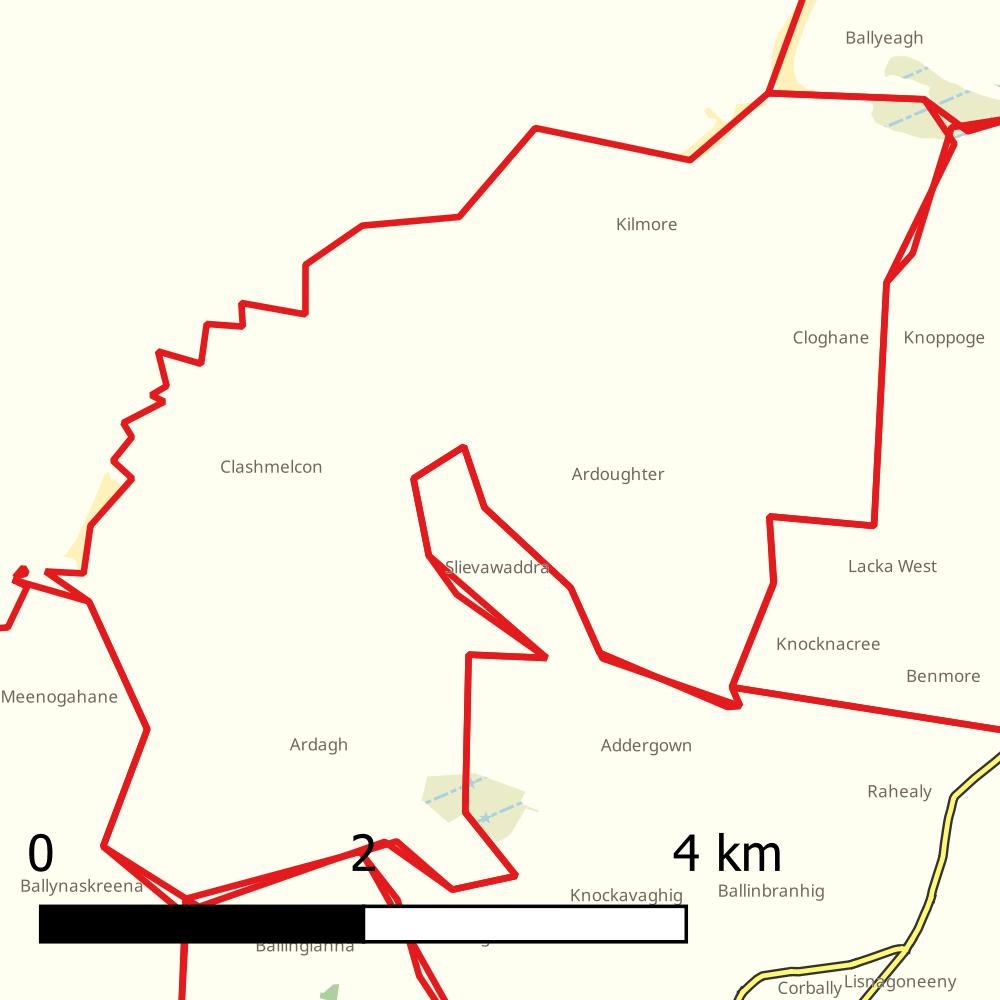 Ballyeagh
Kilmore
Cloghane
Knoppoge
Clashmelcon
Ardoughter
Slievawaddra
Lacka West
Knocknacree
Benmore
Meenogahane
Ardagh
Addergown
Rahealy
0
2
4 km
Ballynaskreena
Knockavaghig
Ballinbranhig
Ballinglanna
Corbally
Lisnagoneeny